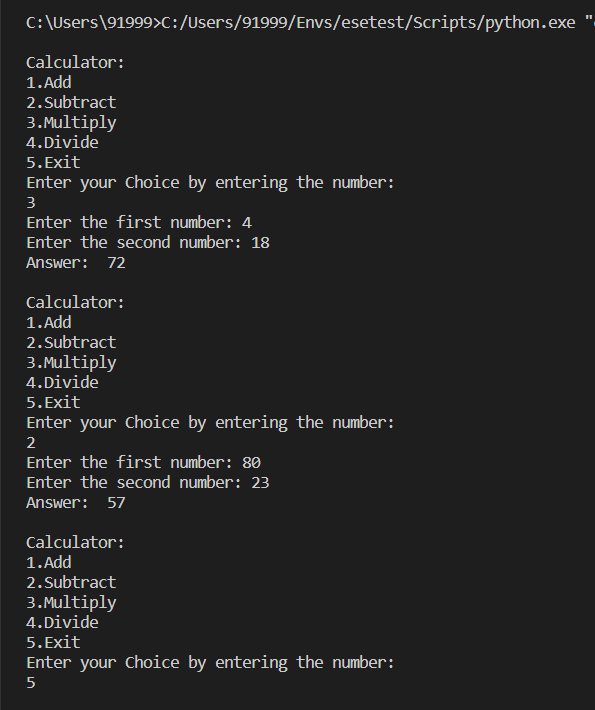 C:\Users\91999>C:/Users/91999/Envs/esetest/Scripts/python.exe "
Calculator:
1.Add
2.Subtract
3.Multiply
4.Divide
5.Exit
Enter your Choice by entering the number:
3
Enter the first number: 4
Enter the second number: 18
Answer:  72
Calculator:
1.Add
2.Subtract
3.Multiply
4.Divide
5.Exit
Enter your Choice by entering the number:
2
Enter the first number: 80
Enter the second number: 23
Answer:  57
Calculator:
1.Add
2.Subtract
3.Multiply
4.Divide
5.Exit
Enter your Choice by entering the number:
5